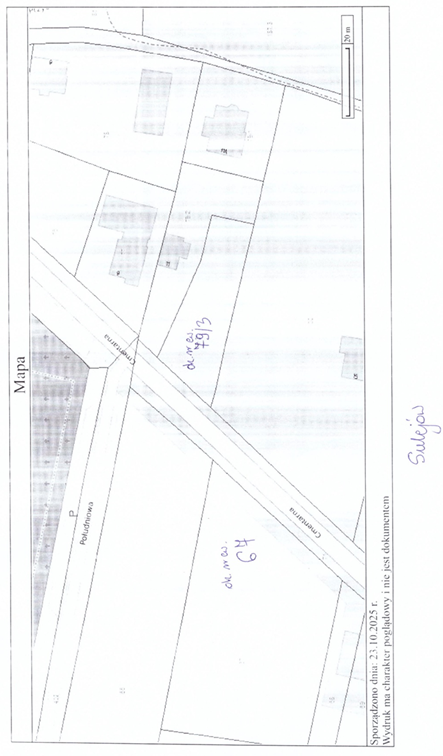 Mapa
P
Południowa
Cmentarna
dz. nr ew.
79/3
dz. nr ew.
67
Cmentarna
20 m
Sporządzono dnia: 23.10.2025 r.
Wydruk ma charakter poglądowy i nie jest dokumentem
Sulejów